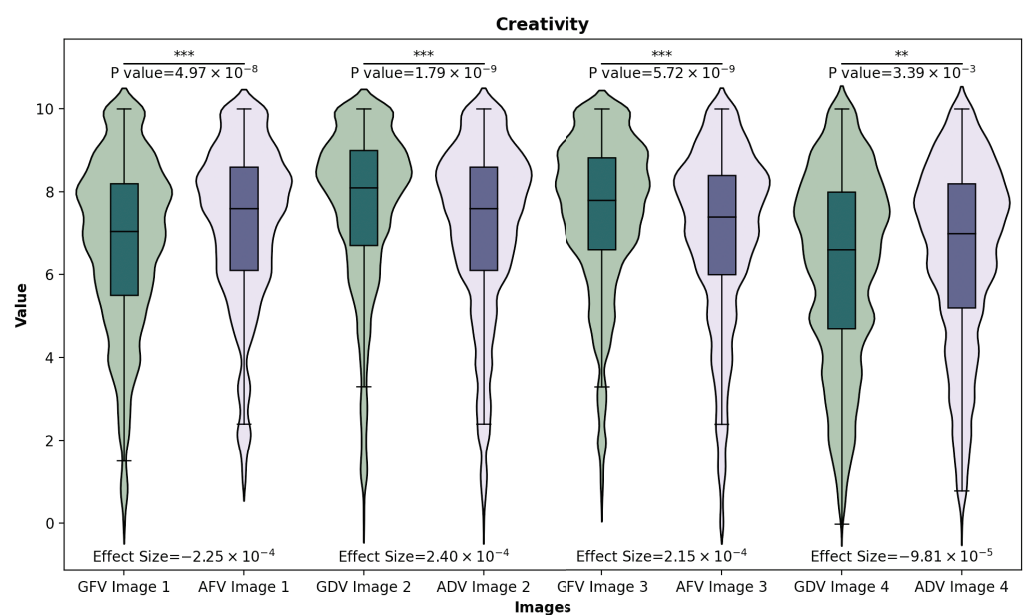 Creativity
*** *** *** **
P value=4.97 × 10⁻⁸ P value=1.79 × 10⁻⁹ P value=5.72 × 10⁻⁹ P value=3.39 × 10⁻³
10
8
6
4
2
0
Value
Effect Size=−2.25 × 10⁻⁴ Effect Size=2.40 × 10⁻⁴ Effect Size=2.15 × 10⁻⁴ Effect Size=−9.81 × 10⁻⁵
GFV Image 1 AFV Image 1 GDV Image 2 ADV Image 2 GFV Image 3 AFV Image 3 GDV Image 4 ADV Image 4
Images